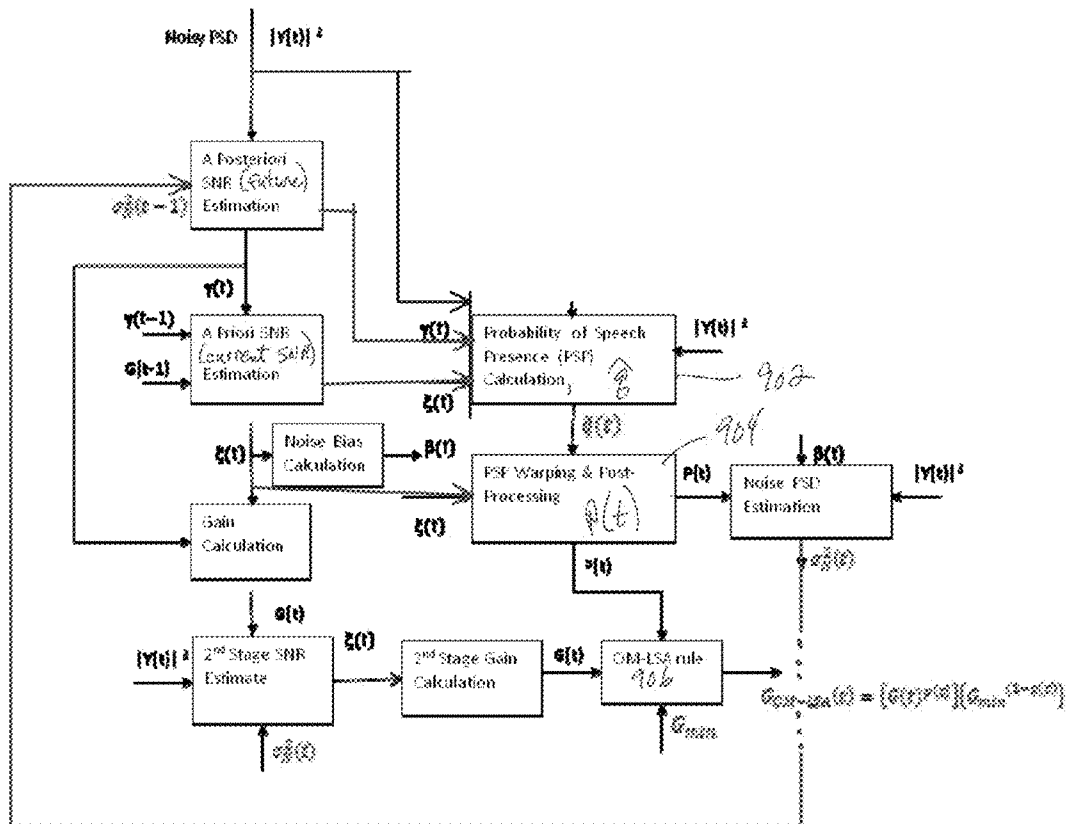 Noisy PSD |Y(t)|²
A Posteriori
SNR (future)
Estimation
(t-1)
γ(t)
γ(t-1)
G(t-1)
A Priori SNR
(current SNR)
Estimation
γ(t)
ξ(t)
Probability of Speech
Presence (PSP)
Calculation,
|Y(t)|²
902
904
ξ(t)
Noise Bias
Calculation
β(t)
ξ(t)
PSP Warping & Post-
Processing
p(t)
P(t)
β(t)
|Y(t)|²
Noise PSD
Estimation
Gain
Calculation
G(t)
|Y(t)|²
2nd Stage SNR
Estimate
ξ(t)
2nd Stage Gain
Calculation
G(t)
OM-LSA rule
906
Gmin